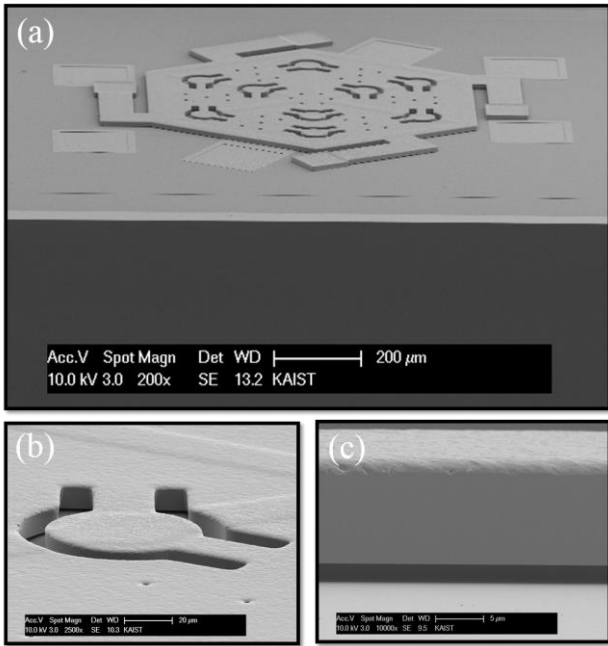 (a)
Acc.V Spot Magn Det WD 200 μm
10.0 kV 3.0 200x SE 13.2 KAIST
(b)
Acc.V Spot Magn Det WD 20 μm
10.0 kV 3.0 2500x SE 10.3 KAIST
(c)
Acc.V Spot Magn Det WD 5 μm
10.0 kV 3.0 10000x SE 9.5 KAIST